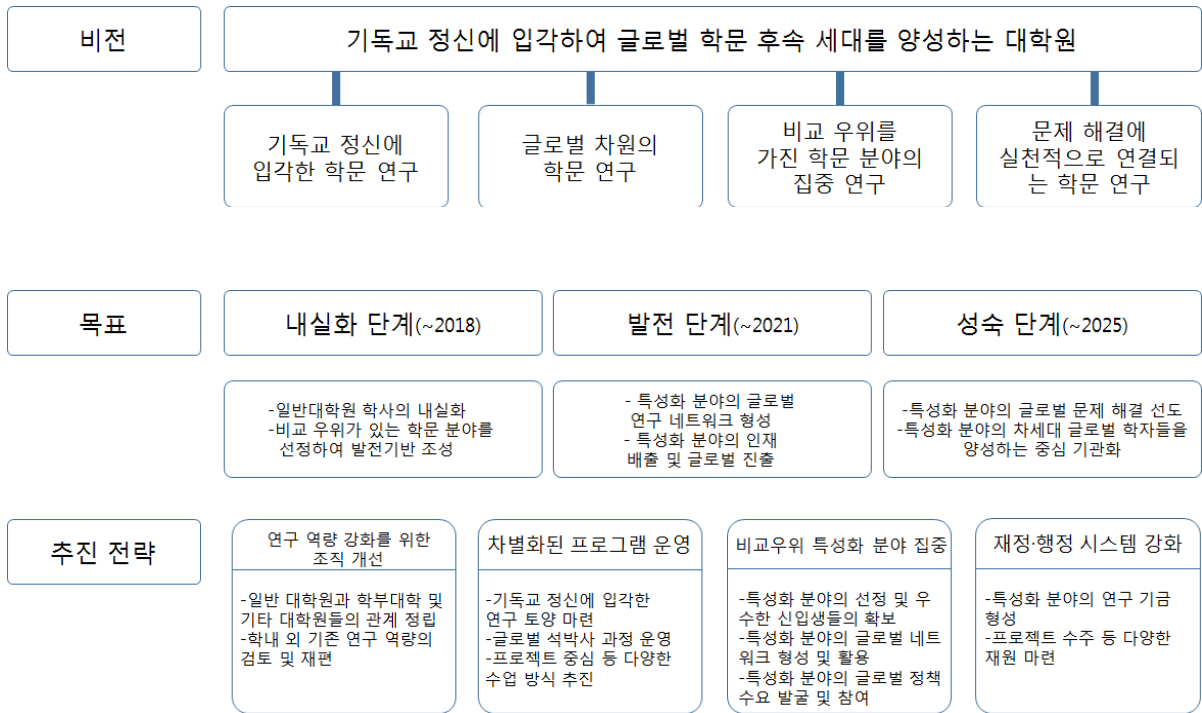 비전
기독교 정신에 입각하여 글로벌 학문 후속 세대를 양성하는 대학원
기독교 정신에
입각한 학문 연구
글로벌 차원의
학문 연구
비교 우위를
가진 학문 분야의
집중 연구
문제 해결에
실천적으로 연결되
는 학문 연구
목표
내실화 단계(~2018)
발전 단계(~2021)
성숙 단계(~2025)
-일반대학원 학사의 내실화
-비교 우위가 있는 학문 분야를
선정하여 발전기반 조성
- 특성화 분야의 글로벌
연구 네트워크 형성
- 특성화 분야의 인재
배출 및 글로벌 진출
-특성화 분야의 글로벌 문제 해결 선도
-특성화 분야의 차세대 글로벌 학자들을
양성하는 중심 기관화
추진 전략
연구 역량 강화를 위한
조직 개선
-일반 대학원과 학부대학 및
기타 대학원들의 관계 정립
-학내 외 기존 연구 역량의
검토 및 재편
차별화된 프로그램 운영
-기독교 정신에 입각한
연구 토양 마련
-글로벌 석박사 과정 운영
-프로젝트 중심 등 다양한
수업 방식 추진
비교우위 특성화 분야 집중
-특성화 분야의 선정 및 우
수한 신입생들의 확보
-특성화 분야의 글로벌 네트
워크 형성 및 활용
-특성화 분야의 글로벌 정책
수요 발굴 및 참여
재정·행정 시스템 강화
-특성화 분야의 연구 기금
형성
-프로젝트 수주 등 다양한
재원 마련